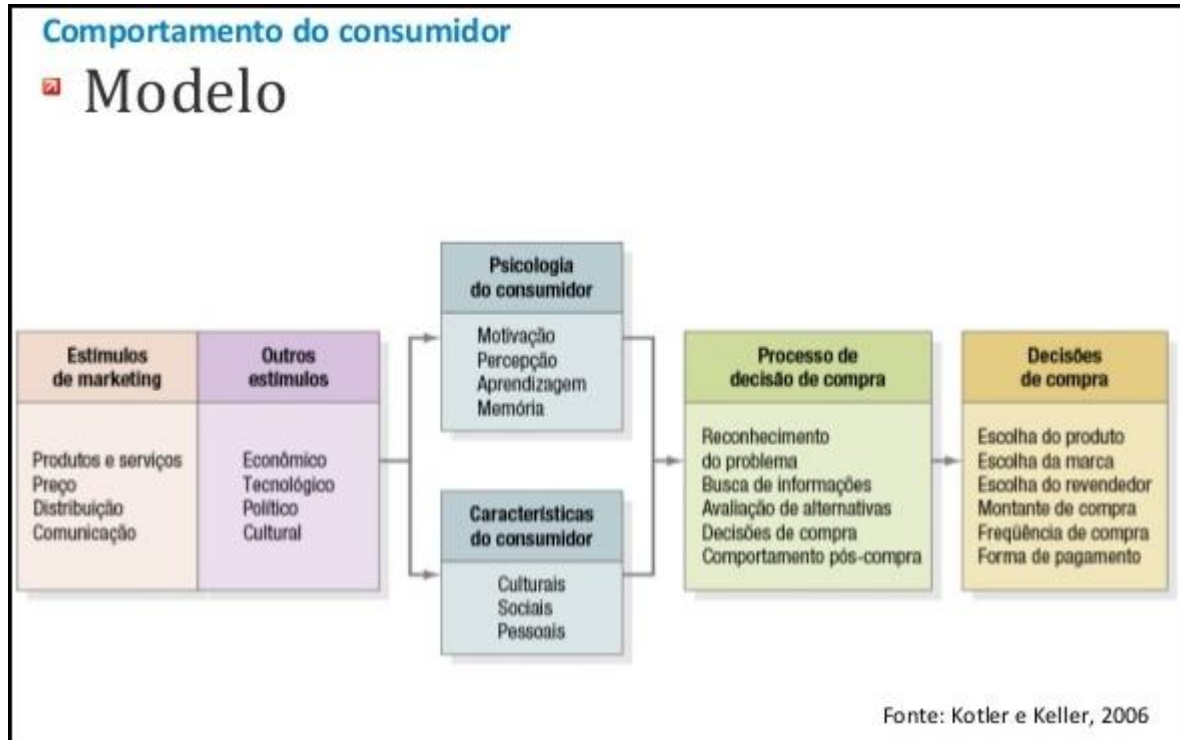 Comportamento do consumidor
Modelo
Estímulos
de marketing
Produtos e serviços
Preço
Distribuição
Comunicação
Outros
estímulos
Econômico
Tecnológico
Político
Cultural
Psicologia
do consumidor
Motivação
Percepção
Aprendizagem
Memória
Características
do consumidor
Culturais
Sociais
Pessoais
Processo de
decisão de compra
Reconhecimento
do problema
Busca de informações
Avaliação de alternativas
Decisões de compra
Comportamento pós-compra
Decisões
de compra
Escolha do produto
Escolha da marca
Escolha do revendedor
Montante de compra
Freqüência de compra
Forma de pagamento
Fonte: Kotler e Keller, 2006